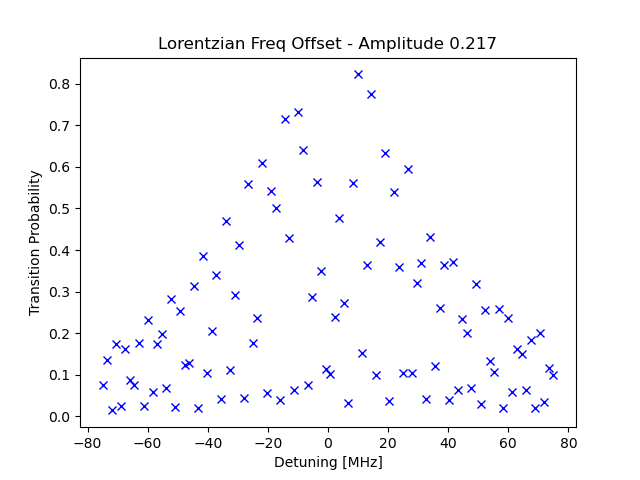 Lorentzian Freq Offset - Amplitude 0.217
Transition Probability
0.8
0.7
0.6
0.5
0.4
0.3
0.2
0.1
0.0
−80 −60 −40 −20 0 20 40 60 80
Detuning [MHz]